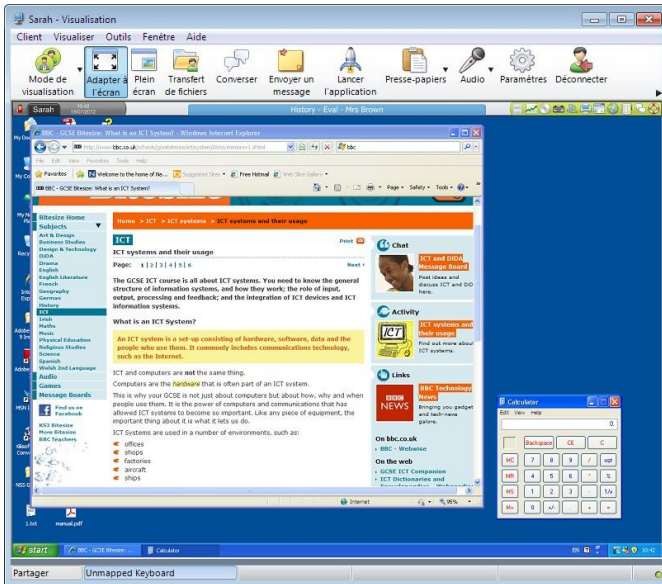 Sarah - Visualisation
Client Visualiser Outils Fenêtre Aide
Mode de visualisation
Adapter à l'écran
Plein écran
Transfert de fichiers
Converser
Envoyer un message
Lancer l'application
Presse-papiers
Audio
Paramètres
Déconnecter
Sarah
History - Eval - Mrs Brown
BBC - GCSE Bitesize: What is an ICT System? - Windows Internet Explorer
bbc
File Edit View Favorites Tools Help
Favorites
Free Hotmail
BBC - GCSE Bitesize: What is an ICT System?
Page Safety Tools
Bitesize Home
Subjects
Art & Design
Business Studies
Design & Technology
DiDA
Drama
English
English Literature
French
Geography
German
History
ICT
Irish
Maths
Music
Physical Education
Religious Studies
Science
Spanish
Welsh 2nd Language
Audio
Games
Message Boards
Find us on Facebook
KS3 Bitesize
More Bitesize
BBC Teachers
Home > ICT > ICT systems > ICT systems and their usage
ICT
Print
ICT systems and their usage
Page: 1 | 2 | 3 | 4 | 5 | 6
Next
The GCSE ICT course is all about ICT systems. You need to know the general
structure of information systems, and how they work; the role of input,
output, processing and feedback; and the integration of ICT devices and ICT
information systems.
What is an ICT System?
An ICT system is a set-up consisting of hardware, software, data and the
people who use them. It commonly includes communications technology,
such as the Internet.
ICT and computers are not the same thing.
Computers are the hardware that is often part of an ICT system.
This is why your GCSE is not just about computers but about how, why and when
people use them. It is the power of computers and communications that has
allowed ICT systems to become so important. Like any piece of equipment, the
important thing about it is what it lets us do.
ICT Systems are used in a number of environments, such as:
offices
shops
factories
aircraft
ships
Chat
ICT and DiDA
Message Board
Post ideas and
discuss ICT and DiD
here.
Activity
ICT systems and
their usage
Find out more about
ICT systems.
Links
BBC
NEWS
BBC Technology
News
Bringing you gadget
and tech-news
galore.
On bbc.co.uk
BBC - Webwise
On the web
GCSE ICT Companion
ICT Dictionaries and
Internet
95%
Calculator
Edit View Help
0.
Backspace CE C
MC 7 8 9 / sqrt
MR 4 5 6 * %
MS 1 2 3 - 1/x
M+ 0 +/- . + =
1.txt
manual.pdf
start
BBC - GCSE Bitesize: ...
Calculator
EN
10:42
Partager
Unmapped Keyboard